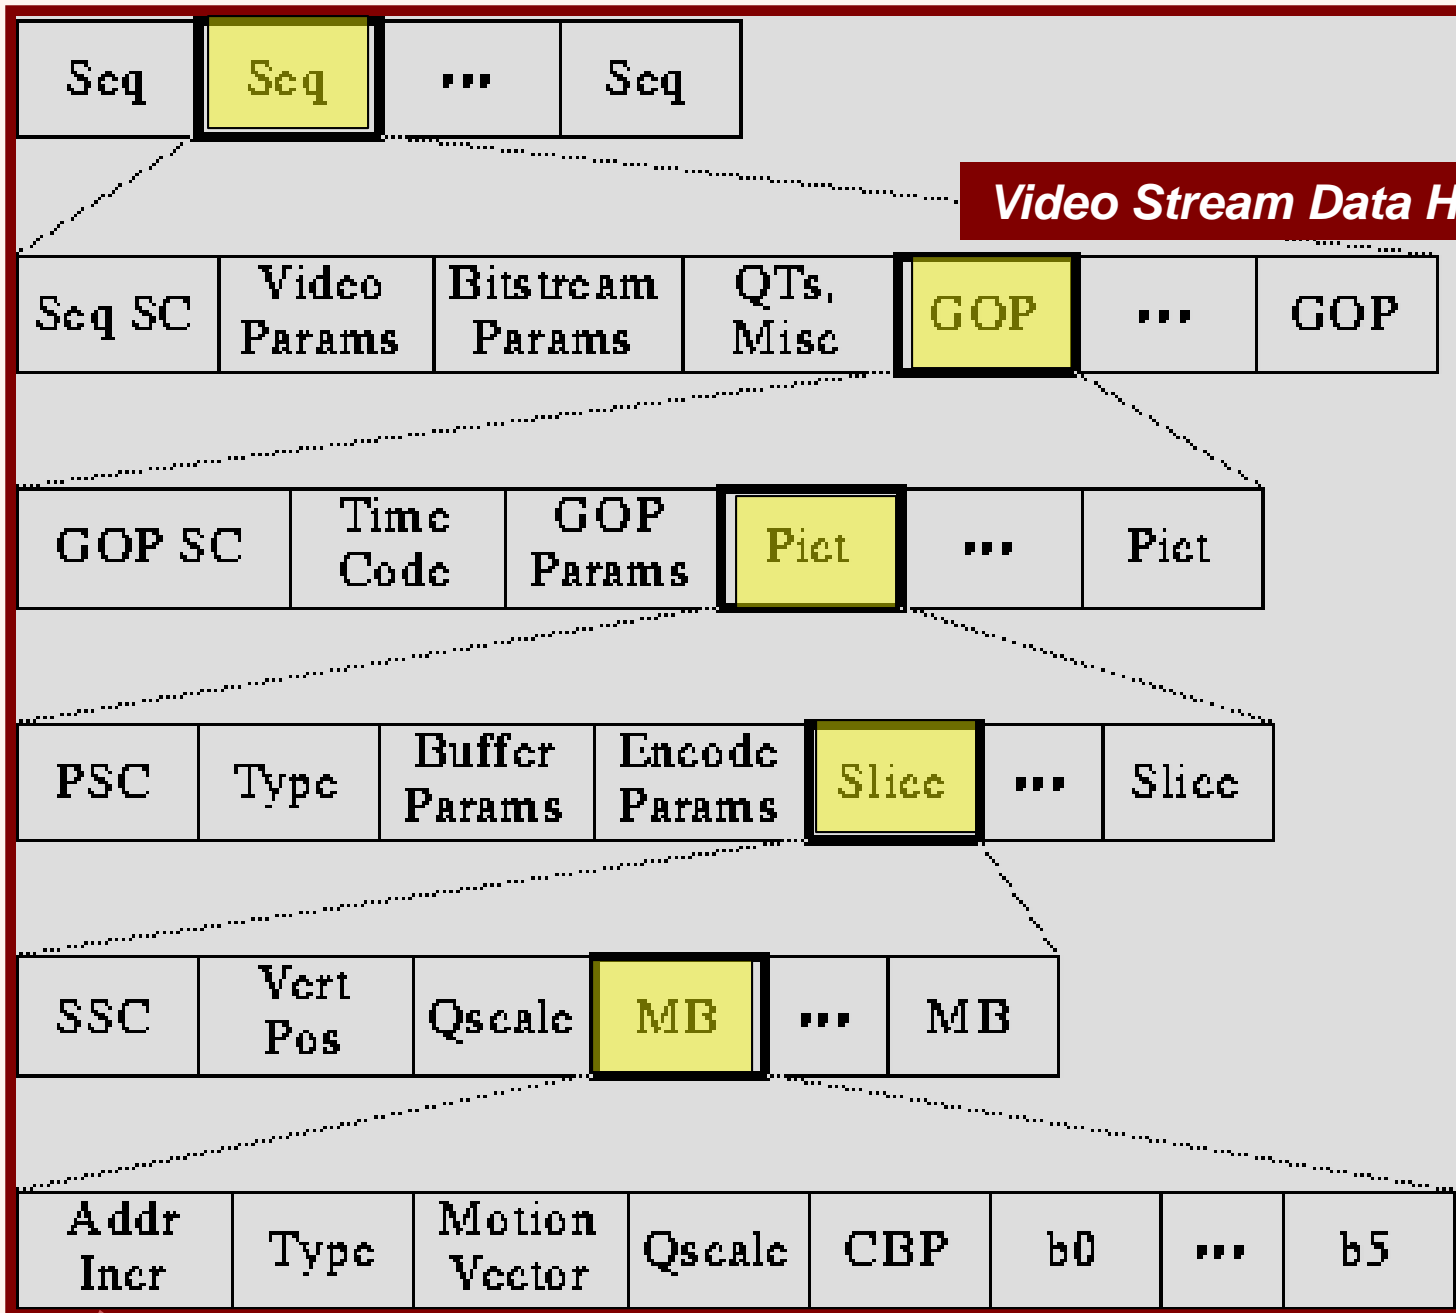 Seq Seq ... Seq
Video Stream Data H
Seq SC Video Params Bitstream Params QTs, Misc GOP ... GOP
GOP SC Time Code GOP Params Pict ... Pict
PSC Type Buffer Params Encode Params Slice ... Slice
SSC Vert Pos Qscale MB ... MB
Addr Incr Type Motion Vector Qscale CBP b0 ... b5